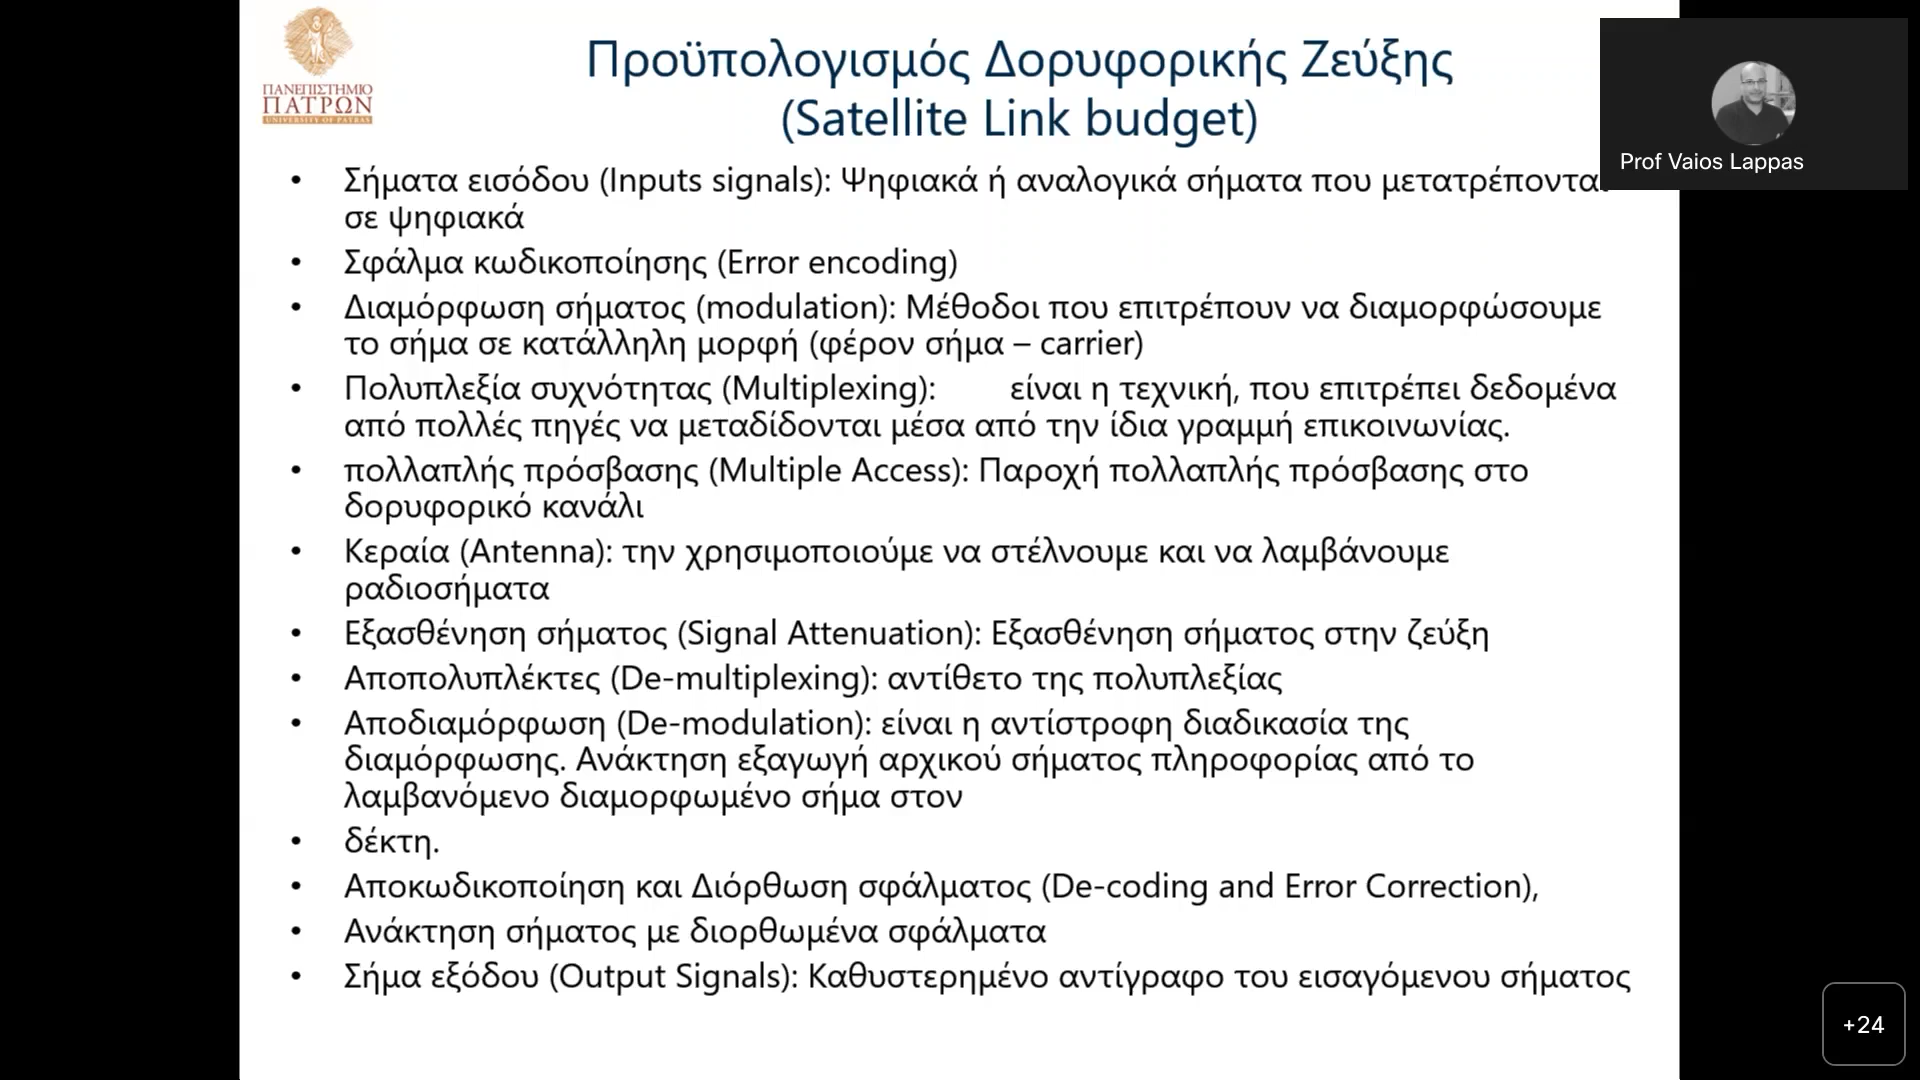 ΠΑΝΕΠΙΣΤΗΜΙΟ
ΠΑΤΡΩΝ
UNIVERSITY OF PATRAS
Προϋπολογισμός Δορυφορικής Ζεύξης
(Satellite Link budget)
Prof Vaios Lappas
• Σήματα εισόδου (Inputs signals): Ψηφιακά ή αναλογικά σήματα που μετατρέπονται
σε ψηφιακά
• Σφάλμα κωδικοποίησης (Error encoding)
• Διαμόρφωση σήματος (modulation): Μέθοδοι που επιτρέπουν να διαμορφώσουμε
το σήμα σε κατάλληλη μορφή (φέρον σήμα – carrier)
• Πολυπλεξία συχνότητας (Multiplexing): είναι η τεχνική, που επιτρέπει δεδομένα
από πολλές πηγές να μεταδίδονται μέσα από την ίδια γραμμή επικοινωνίας.
• πολλαπλής πρόσβασης (Multiple Access): Παροχή πολλαπλής πρόσβασης στο
δορυφορικό κανάλι
• Κεραία (Antenna): την χρησιμοποιούμε να στέλνουμε και να λαμβάνουμε
ραδιοσήματα
• Εξασθένηση σήματος (Signal Attenuation): Εξασθένηση σήματος στην ζεύξη
• Αποπολυπλέκτες (De-multiplexing): αντίθετο της πολυπλεξίας
• Αποδιαμόρφωση (De-modulation): είναι η αντίστροφη διαδικασία της
διαμόρφωσης. Ανάκτηση εξαγωγή αρχικού σήματος πληροφορίας από το
λαμβανόμενο διαμορφωμένο σήμα στον
• δέκτη.
• Αποκωδικοποίηση και Διόρθωση σφάλματος (De-coding and Error Correction),
• Ανάκτηση σήματος με διορθωμένα σφάλματα
• Σήμα εξόδου (Output Signals): Καθυστερημένο αντίγραφο του εισαγόμενου σήματος
+24